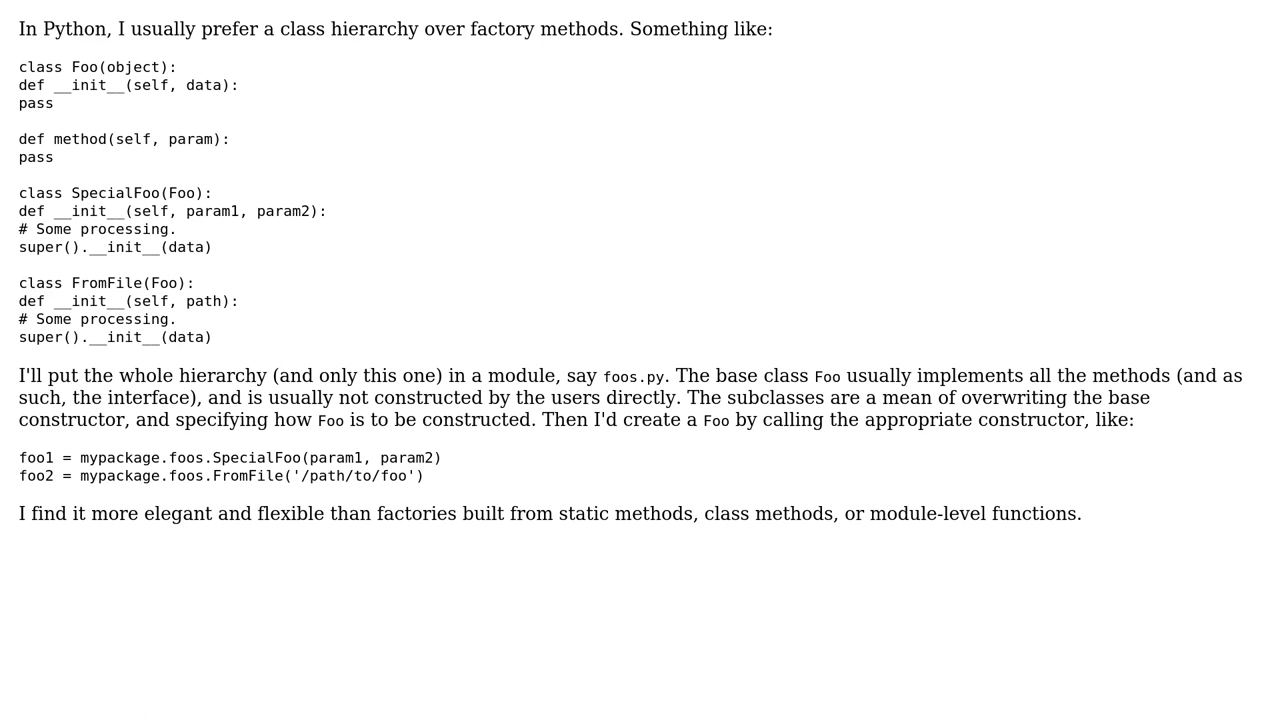 In Python, I usually prefer a class hierarchy over factory methods. Something like:
class Foo(object):
def __init__(self, data):
pass
def method(self, param):
pass
class SpecialFoo(Foo):
def __init__(self, param1, param2):
# Some processing.
super().__init__(data)
class FromFile(Foo):
def __init__(self, path):
# Some processing.
super().__init__(data)
I'll put the whole hierarchy (and only this one) in a module, say foos.py. The base class Foo usually implements all the methods (and as
such, the interface), and is usually not constructed by the users directly. The subclasses are a mean of overwriting the base
constructor, and specifying how Foo is to be constructed. Then I'd create a Foo by calling the appropriate constructor, like:
foo1 = mypackage.foos.SpecialFoo(param1, param2)
foo2 = mypackage.foos.FromFile('/path/to/foo')
I find it more elegant and flexible than factories built from static methods, class methods, or module-level functions.